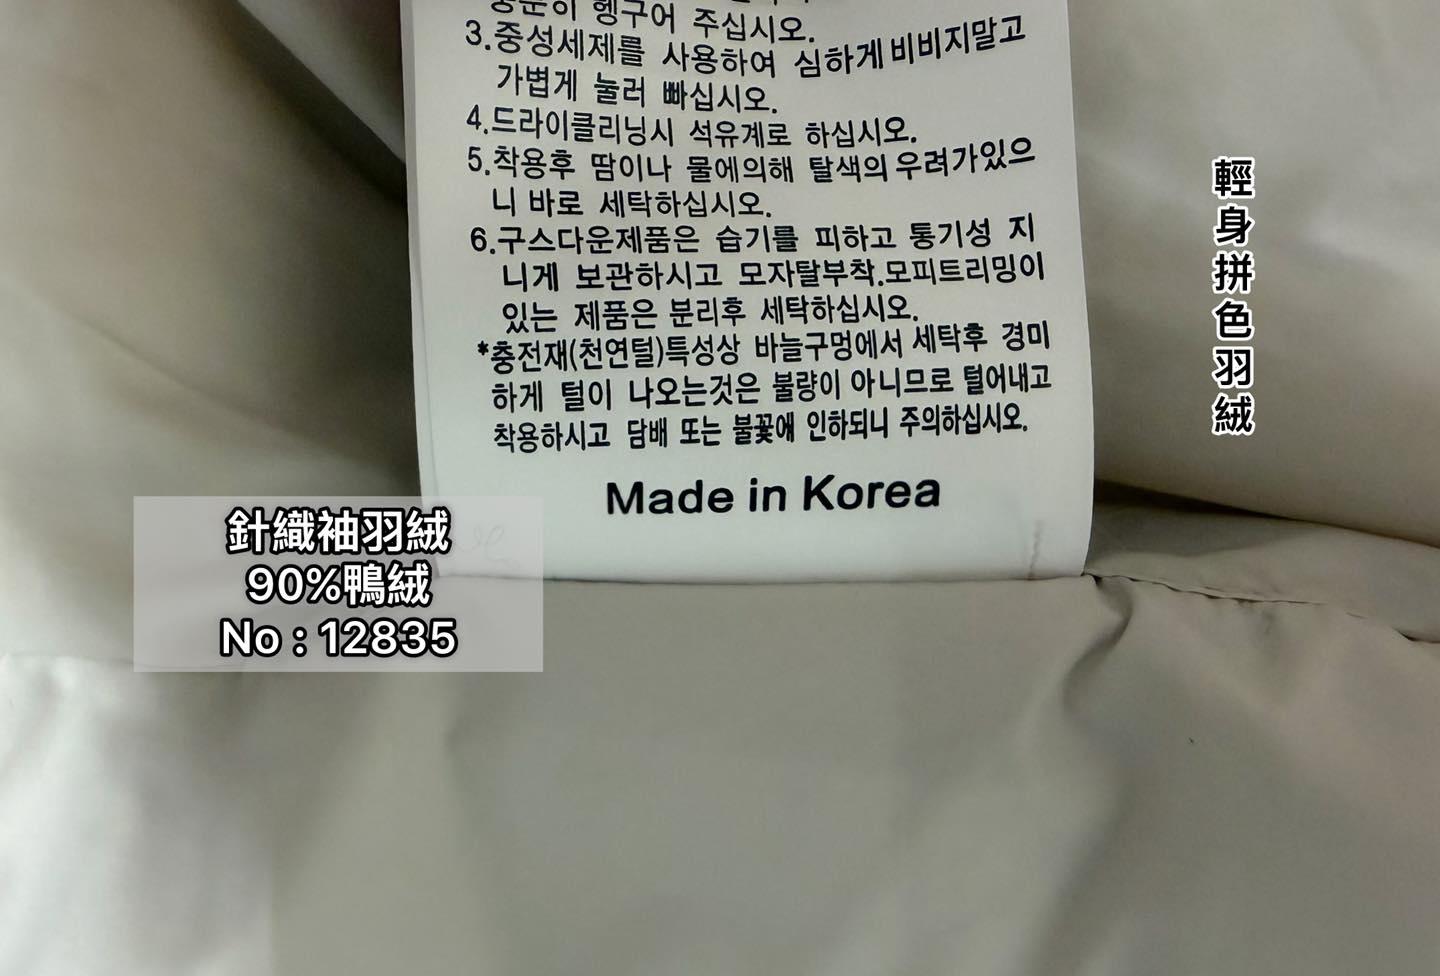 충분히 헹구어 주십시오.
3.중성세제를 사용하여 심하게 비비지말고
가볍게 눌러 빠십시오.
4.드라이클리닝시 석유계로 하십시오.
5.착용후 땀이나 물에의해 탈색의 우려가있으
니 바로 세탁하십시오.
6.구스다운제품은 습기를 피하고 통기성 지
니게 보관하시고 모자탈부착.모피트리밍이
있는 제품은 분리후 세탁하십시오.
*충전재(천연털)특성상 바늘구멍에서 세탁후 경미
하게 털이 나오는것은 불량이 아니므로 털어내고
착용하시고 담배 또는 불꽃에 인하되니 주의하십시오.
Made in Korea
針織袖羽絨
90%鴨絨
No : 12835
輕身拼色羽絨